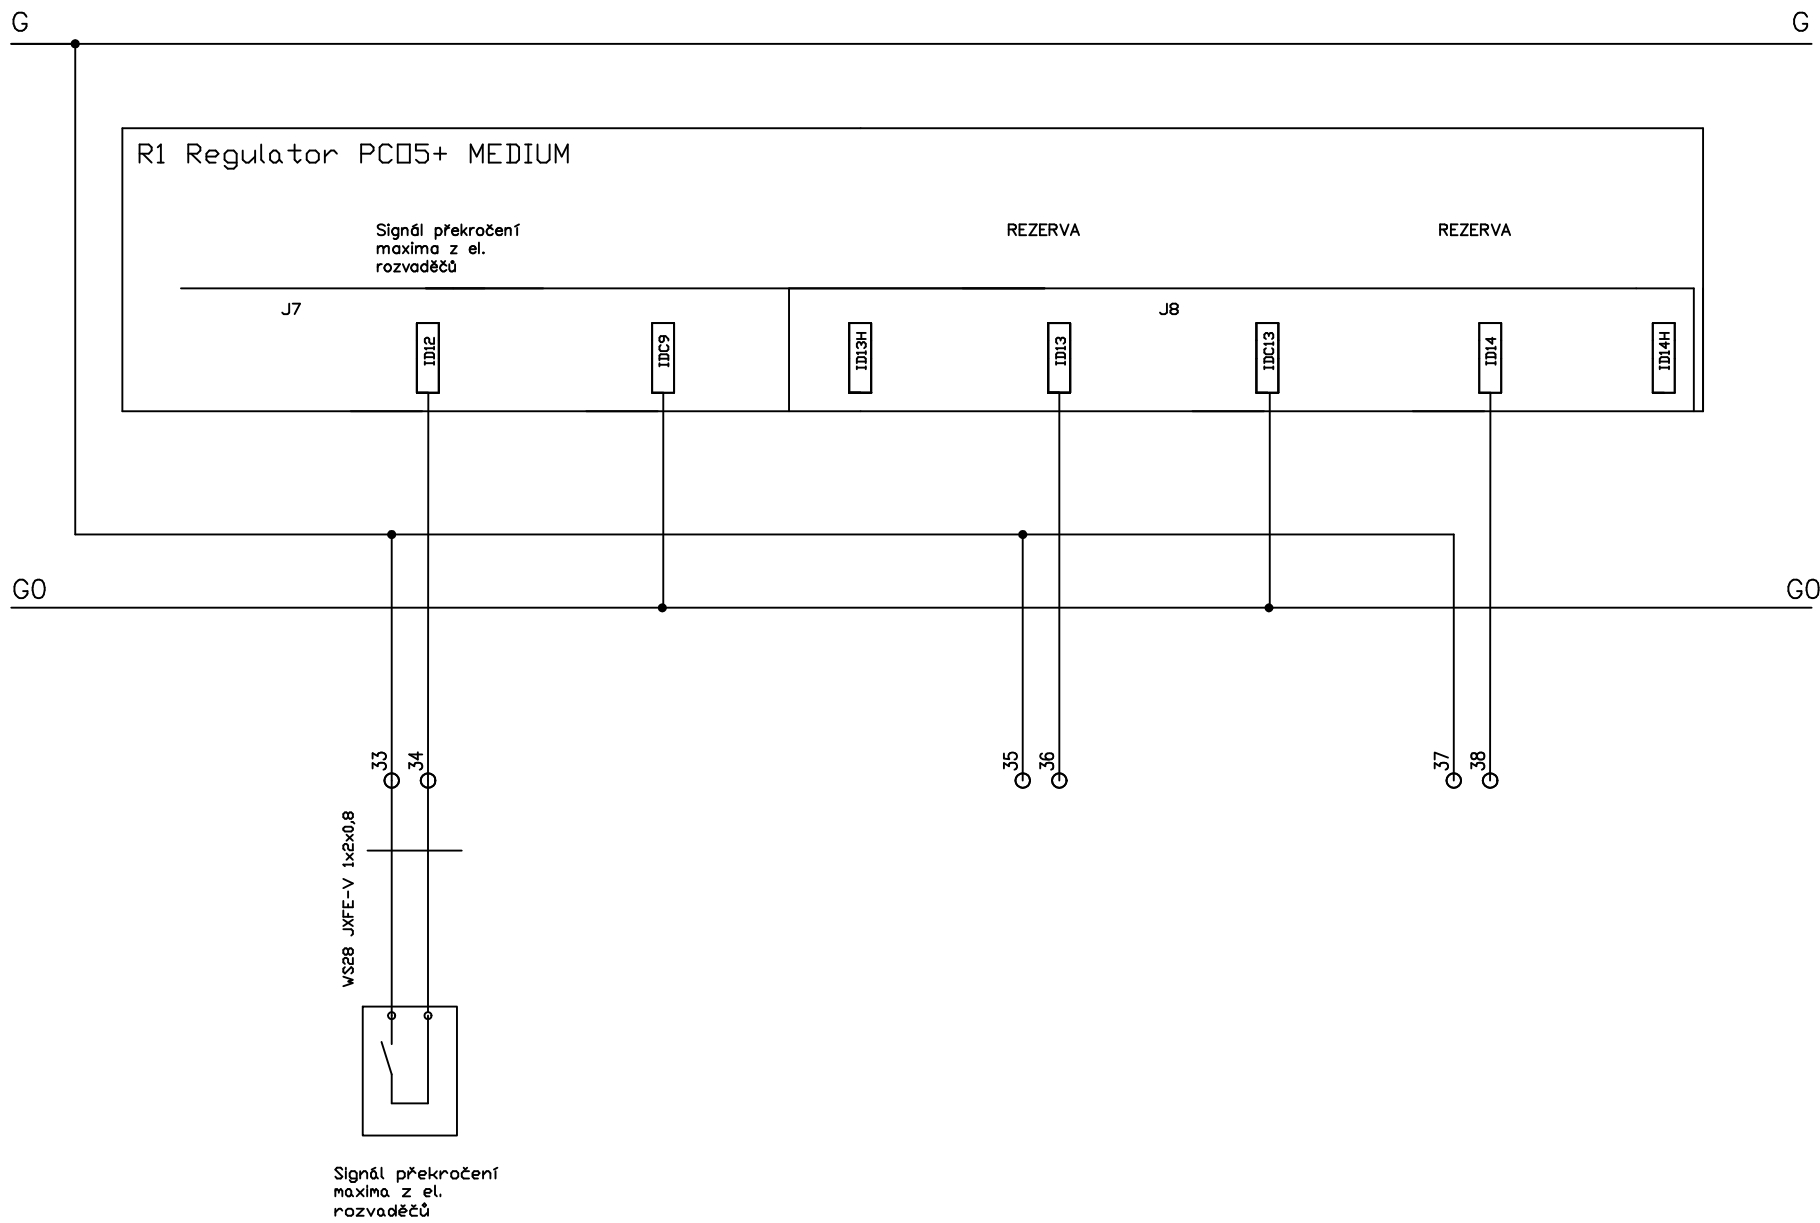 G G
R1 Regulator PCO5+ MEDIUM
Signál překročení
maxima z el.
rozvaděčů
REZERVA
REZERVA
J7
J8
ID12
IDC9
ID13H
ID13
IDC13
ID14
ID14H
G0 G0
33
34
35
36
37
38
WS28 JXFE-V 1x2x0,8
Signál překročení
maxima z el.
rozvaděčů